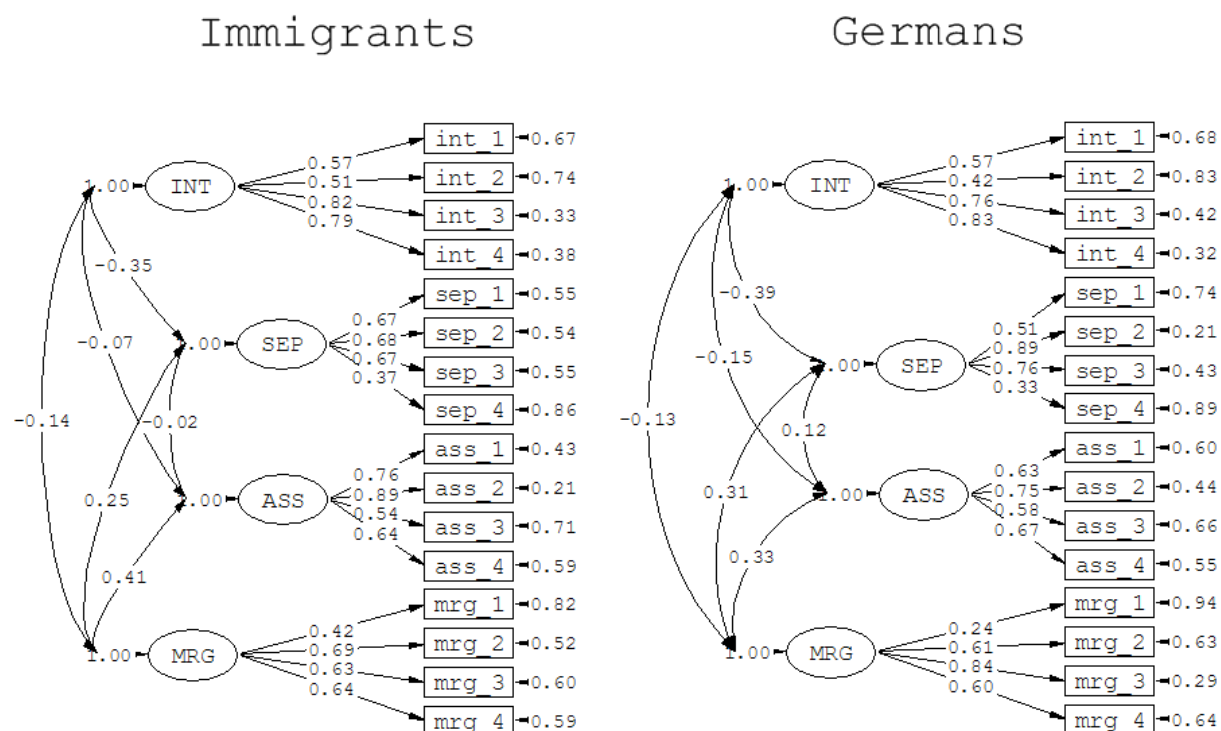 Immigrants
int_1 0.67
0.57
int_2 0.74
0.51
1.00 INT
0.82
int_3 0.33
0.79
int_4 0.38
-0.35
sep_1 0.55
0.67
sep_2 0.54
0.68
-0.07
.00 SEP
0.67
sep_3 0.55
0.37
sep_4 0.86
-0.14
-0.02
ass_1 0.43
0.76
ass_2 0.21
0.89
0.25
.00 ASS
0.54
ass_3 0.71
0.64
ass_4 0.59
0.41
mrg_1 0.82
0.42
mrg_2 0.52
0.69
1.00 MRG
0.63
mrg_3 0.60
0.64
mrg_4 0.59
Germans
int_1 0.68
0.57
int_2 0.83
0.42
1.00 INT
0.76
int_3 0.42
0.83
int_4 0.32
-0.39
sep_1 0.74
0.51
sep_2 0.21
0.89
-0.15
.00 SEP
0.76
sep_3 0.43
0.33
sep_4 0.89
-0.13
0.12
ass_1 0.60
0.63
ass_2 0.44
0.75
0.31
1.00 ASS
0.58
ass_3 0.66
0.67
ass_4 0.55
0.33
mrg_1 0.94
0.24
mrg_2 0.63
0.61
1.00 MRG
0.84
mrg_3 0.29
0.60
mrg_4 0.64